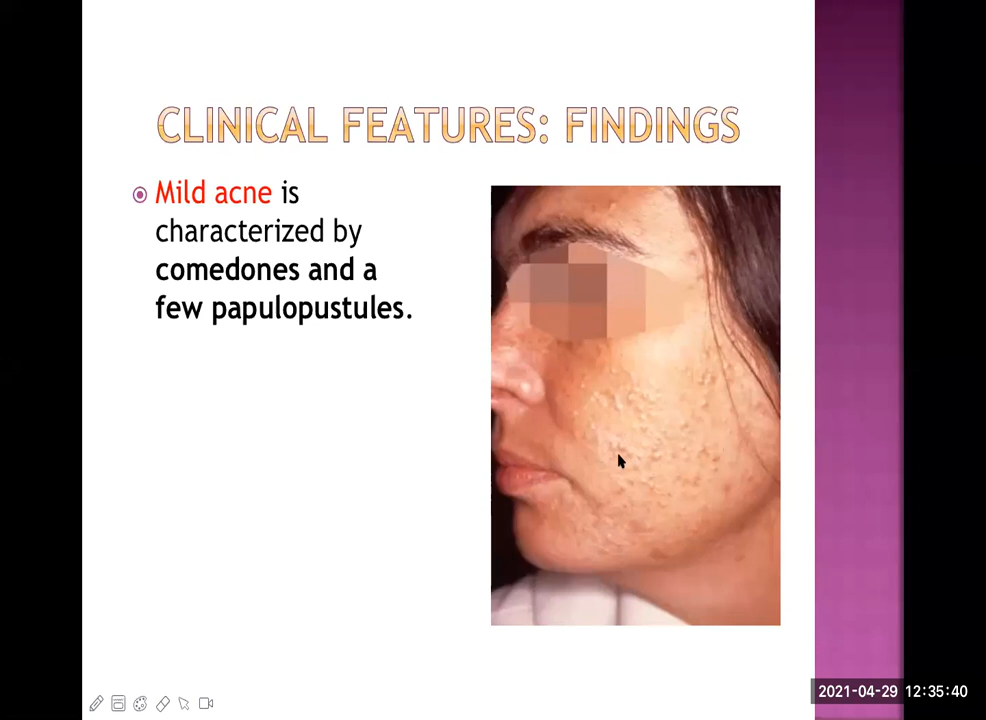 CLINICAL FEATURES: FINDINGS
Mild acne is
characterized by
comedones and a
few papulopustules.
2021-04-29 12:35:40